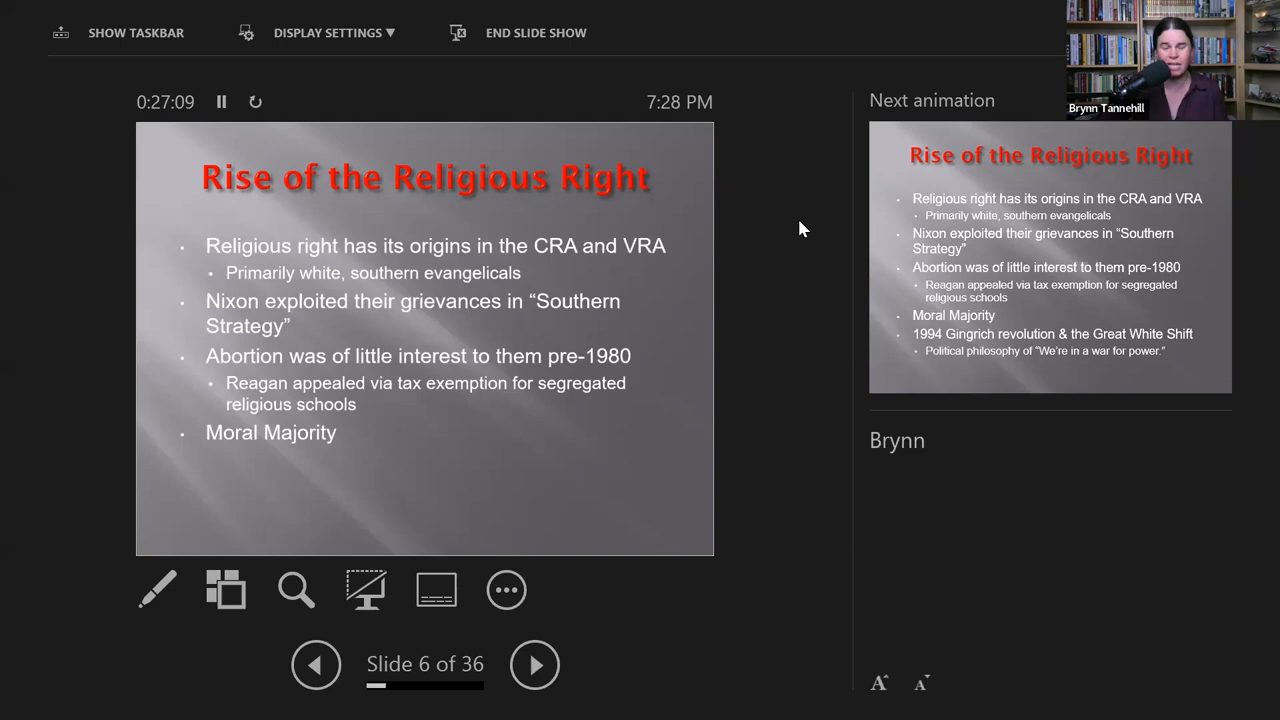 SHOW TASKBAR
DISPLAY SETTINGS ▼
END SLIDE SHOW
Brynn Tannehill
0:27:09
7:28 PM
Rise of the Religious Right
• Religious right has its origins in the CRA and VRA
• Primarily white, southern evangelicals
• Nixon exploited their grievances in “Southern
Strategy”
• Abortion was of little interest to them pre-1980
• Reagan appealed via tax exemption for segregated
religious schools
• Moral Majority
Slide 6 of 36
Next animation
Rise of the Religious Right
• Religious right has its origins in the CRA and VRA
• Primarily white, southern evangelicals
• Nixon exploited their grievances in “Southern
Strategy”
• Abortion was of little interest to them pre-1980
• Reagan appealed via tax exemption for segregated
religious schools
• Moral Majority
• 1994 Gingrich revolution & the Great White Shift
• Political philosophy of “We’re in a war for power.”
Brynn
A A